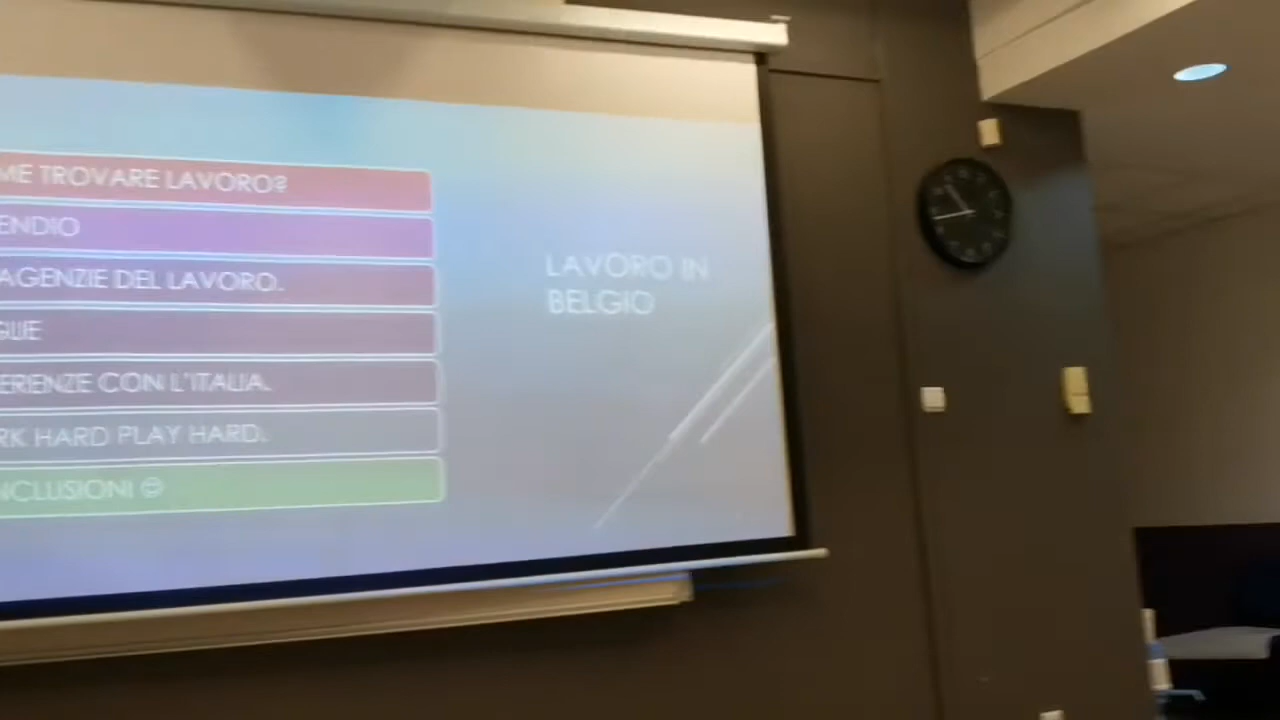 ME TROVARE LAVORO?
ENDIO
AGENZIE DEL LAVORO.
GUE
ERENZE CON L'ITALIA.
RK HARD PLAY HARD.
NCLUSIONI ☺
LAVORO IN
BELGIO